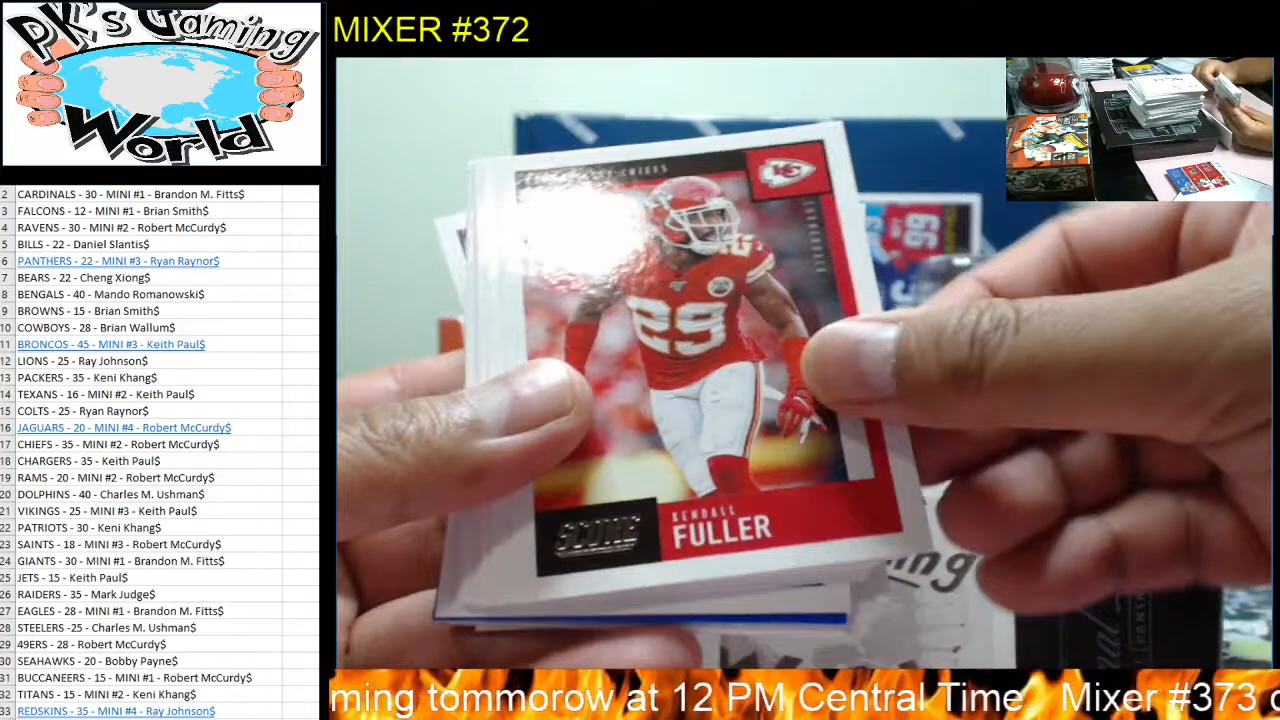 PK's Gaming
World
MIXER #372
2 CARDINALS - 30 - MINI #1 - Brandon M. Fitts$
3 FALCONS - 12 - MINI #1 - Brian Smith$
4 RAVENS - 30 - MINI #2 - Robert McCurdy$
5 BILLS - 22 - Daniel Slantis$
6 PANTHERS - 22 - MINI #3 - Ryan Raynor$
7 BEARS - 22 - Cheng Xiong$
8 BENGALS - 40 - Mando Romanowski$
9 BROWNS - 15 - Brian Smith$
10 COWBOYS - 28 - Brian Wallum$
11 BRONCOS - 45 - MINI #3 - Keith Paul$
12 LIONS - 25 - Ray Johnson$
13 PACKERS - 35 - Keni Khang$
14 TEXANS - 16 - MINI #2 - Keith Paul$
15 COLTS - 25 - Ryan Raynor$
16 JAGUARS - 20 - MINI #4 - Robert McCurdy$
17 CHIEFS - 35 - MINI #2 - Robert McCurdy$
18 CHARGERS - 35 - Keith Paul$
19 RAMS - 20 - MINI #2 - Robert McCurdy$
20 DOLPHINS - 40 - Charles M. Ushman$
21 VIKINGS - 25 - MINI #3 - Keith Paul$
22 PATRIOTS - 30 - Keni Khang$
23 SAINTS - 18 - MINI #3 - Robert McCurdy$
24 GIANTS - 30 - MINI #1 - Brandon M. Fitts$
25 JETS - 15 - Keith Paul$
26 RAIDERS - 35 - Mark Judge$
27 EAGLES - 28 - MINI #1 - Brandon M. Fitts$
28 STEELERS -25 - Charles M. Ushman$
29 49ERS - 28 - Robert McCurdy$
30 SEAHAWKS - 20 - Bobby Payne$
31 BUCCANEERS - 15 - MINI #1 - Robert McCurdy$
32 TITANS - 15 - MINI #2 - Keni Khang$
33 REDSKINS - 35 - MINI #4 - Ray Johnson$
CHIEFS
KC
29
SCORE
KENDALL
FULLER
99
ming
ming tommorow at 12 PM Central Time. Mixer #373